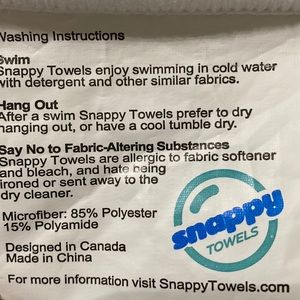 Washing Instructions
Swim
Snappy Towels enjoy swimming in cold water
with detergent and other similar fabrics.
Hang Out
After a swim Snappy Towels prefer to dry
hanging out, or have a cool tumble dry.
Say No to Fabric-Altering Substances
Snappy Towels are allergic to fabric softener
and bleach, and hate being
ironed or sent away to the
dry cleaner.
Microfiber: 85% Polyester
15% Polyamide
snappy
TOWELS
Designed in Canada
Made in China
For more information visit SnappyTowels.com